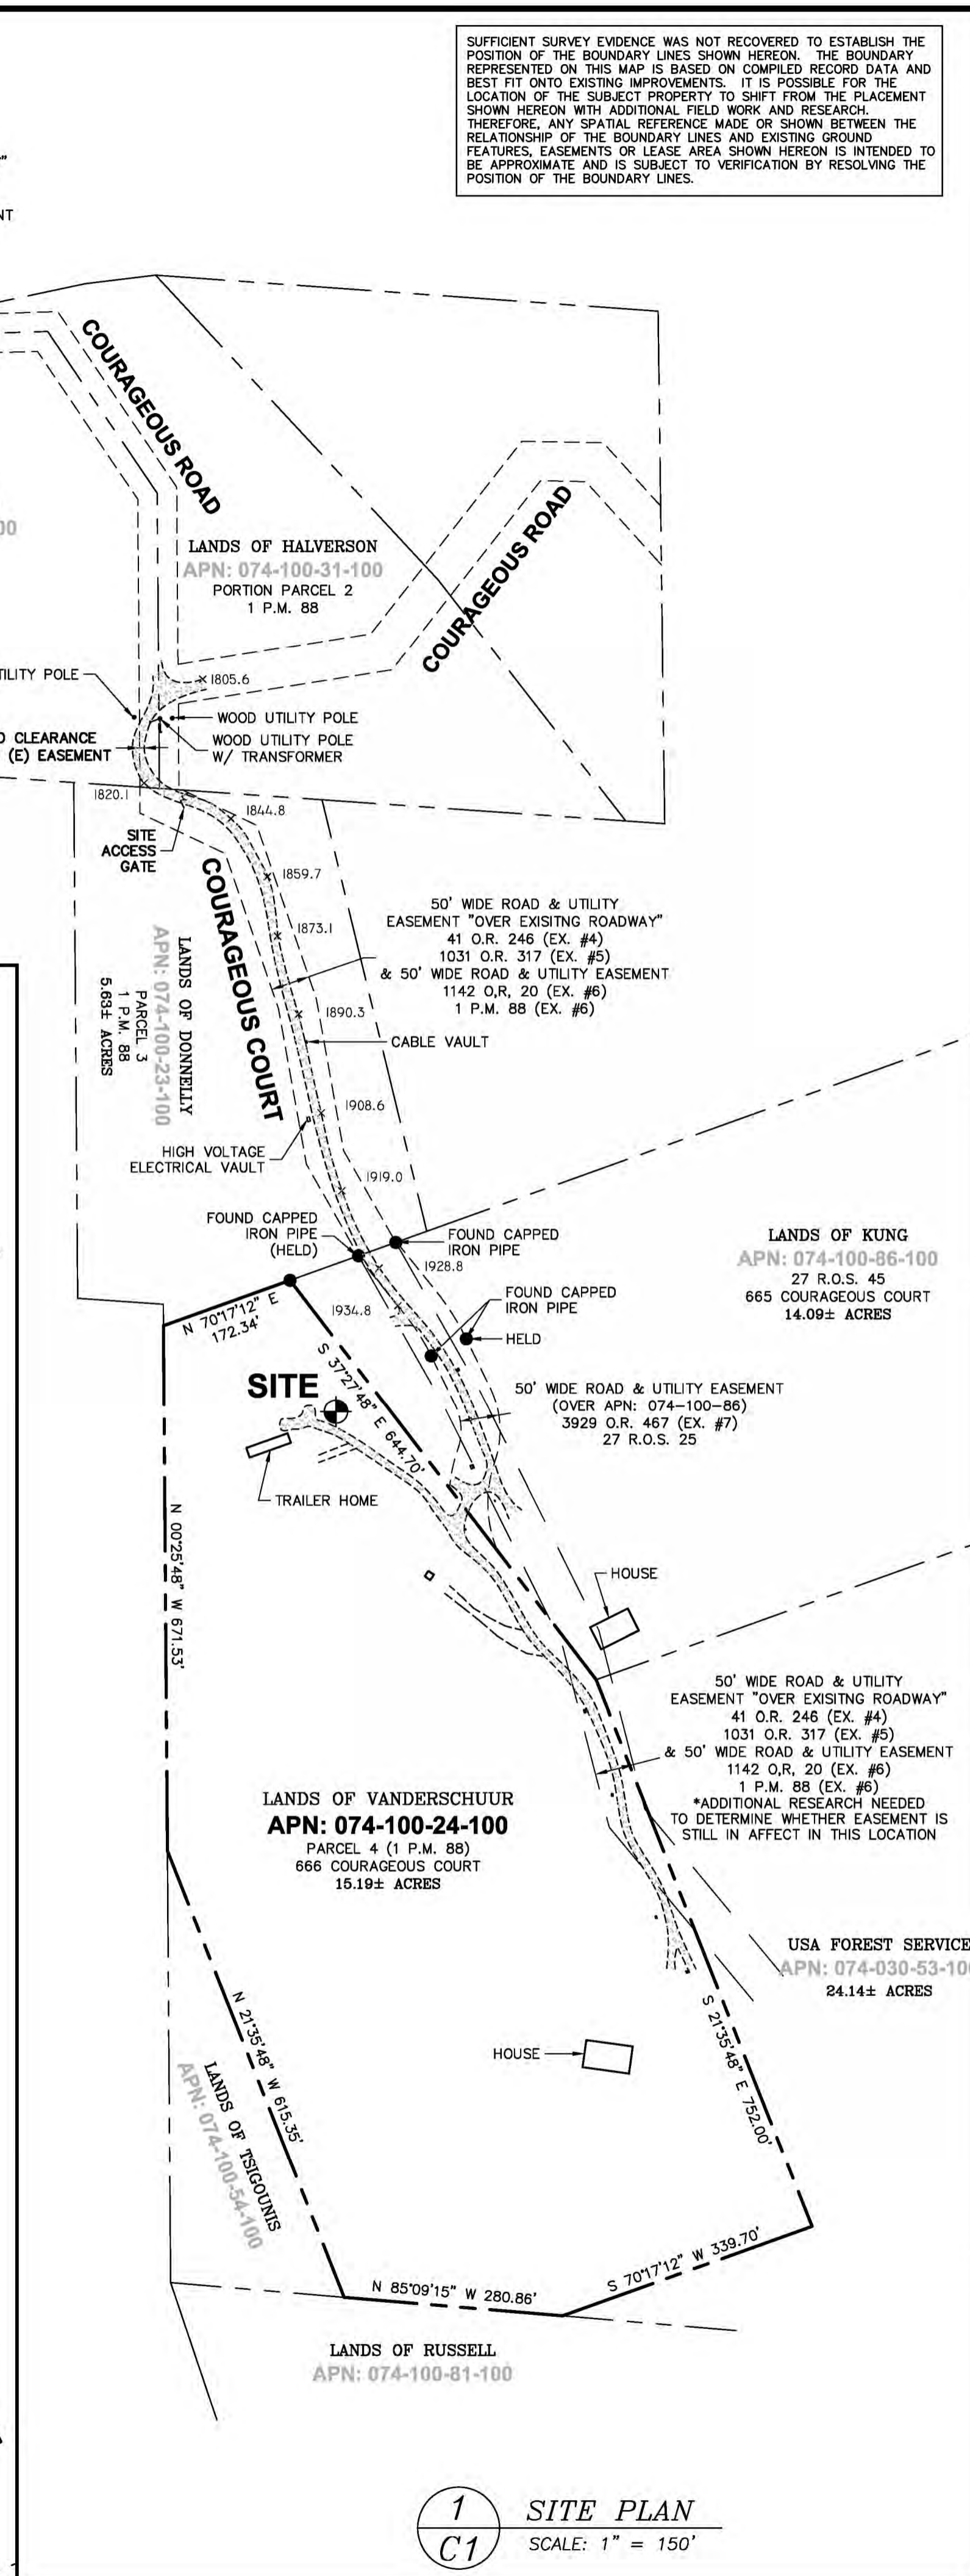 SUFFICIENT SURVEY EVIDENCE WAS NOT RECOVERED TO ESTABLISH THE
POSITION OF THE BOUNDARY LINES SHOWN HEREON. THE BOUNDARY
REPRESENTED ON THIS MAP IS BASED ON COMPILED RECORD DATA AND
BEST FIT ONTO EXISTING IMPROVEMENTS. IT IS POSSIBLE FOR THE
LOCATION OF THE SUBJECT PROPERTY TO SHIFT FROM THE PLACEMENT
SHOWN HEREON WITH ADDITIONAL FIELD WORK AND RESEARCH.
THEREFORE, ANY SPATIAL REFERENCE MADE OR SHOWN BETWEEN THE
RELATIONSHIP OF THE BOUNDARY LINES AND EXISTING GROUND
FEATURES, EASEMENTS OR LEASE AREA SHOWN HEREON IS INTENDED TO
BE APPROXIMATE AND IS SUBJECT TO VERIFICATION BY RESOLVING THE
POSITION OF THE BOUNDARY LINES.
NT
COURAGEOUS ROAD
COURAGEOUS ROAD
00
LANDS OF HALVERSON
APN: 074-100-31-100
PORTION PARCEL 2
1 P.M. 88
TILITY POLE
1805.6
WOOD UTILITY POLE
D CLEARANCE
(E) EASEMENT
WOOD UTILITY POLE
W/ TRANSFORMER
1820.1
1844.8
SITE
ACCESS
GATE
1859.7
COURAGEOUS COURT
50' WIDE ROAD & UTILITY
EASEMENT "OVER EXISITNG ROADWAY"
41 O.R. 246 (EX. #4)
1031 O.R. 317 (EX. #5)
& 50' WIDE ROAD & UTILITY EASEMENT
1142 O,R, 20 (EX. #6)
1 P.M. 88 (EX. #6)
1873.1
LANDS OF DONNELLY
APN: 074-100-23-100
PARCEL 3
1 P.M. 88
5.63± ACRES
1890.3
CABLE VAULT
1908.6
HIGH VOLTAGE
ELECTRICAL VAULT
1919.0
FOUND CAPPED
IRON PIPE
(HELD)
FOUND CAPPED
IRON PIPE
1928.8
LANDS OF KUNG
APN: 074-100-86-100
27 R.O.S. 45
665 COURAGEOUS COURT
14.09± ACRES
FOUND CAPPED
IRON PIPE
HELD
1934.8
N 70°17'12" E
172.34'
S 37°27'48" E 644.70'
SITE
50' WIDE ROAD & UTILITY EASEMENT
(OVER APN: 074-100-86)
3929 O.R. 467 (EX. #7)
27 R.O.S. 25
TRAILER HOME
N 00°25'48" W 671.53'
HOUSE
50' WIDE ROAD & UTILITY
EASEMENT "OVER EXISITNG ROADWAY"
41 O.R. 246 (EX. #4)
1031 O.R. 317 (EX. #5)
& 50' WIDE ROAD & UTILITY EASEMENT
1142 O,R, 20 (EX. #6)
1 P.M. 88 (EX. #6)
*ADDITIONAL RESEARCH NEEDED
TO DETERMINE WHETHER EASEMENT IS
STILL IN AFFECT IN THIS LOCATION
LANDS OF VANDERSCHUUR
APN: 074-100-24-100
PARCEL 4 (1 P.M. 88)
666 COURAGEOUS COURT
15.19± ACRES
USA FOREST SERVICE
APN: 074-030-53-100
24.14± ACRES
N 21°35'48" W 615.35'
S 21°35'48" E 752.00'
HOUSE
LANDS OF TSIGOUNIS
APN: 074-100-54-100
S 70°17'12" W 339.70'
N 85°09'15" W 280.86'
LANDS OF RUSSELL
APN: 074-100-81-100
1
C1
SITE PLAN
SCALE: 1" = 150'